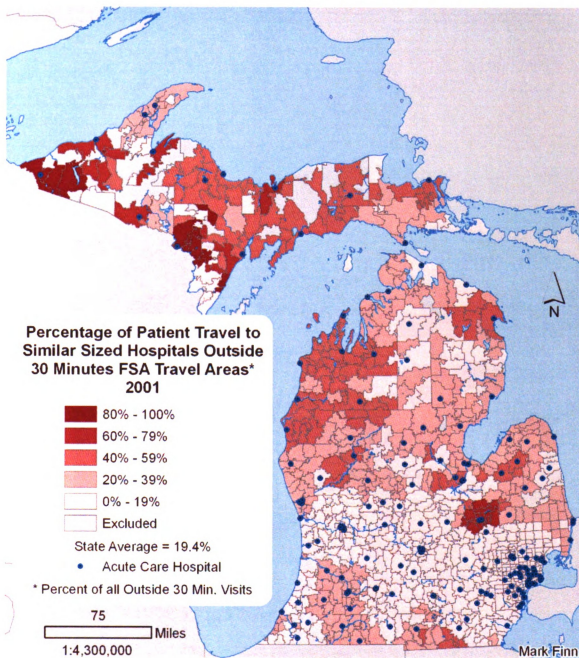 N
Percentage of Patient Travel to
Similar Sized Hospitals Outside
30 Minutes FSA Travel Areas*
2001
80% - 100%
60% - 79%
40% - 59%
20% - 39%
0% - 19%
Excluded
State Average = 19.4%
Acute Care Hospital
* Percent of all Outside 30 Min. Visits
75
Miles
1:4,300,000
Mark Finn